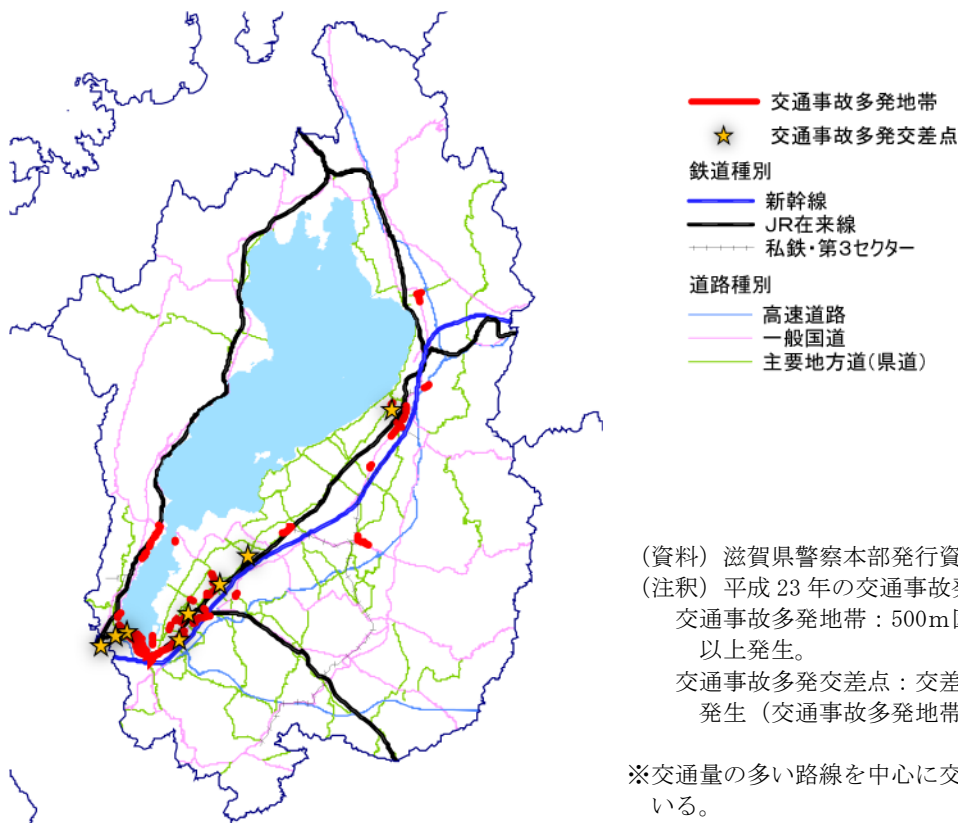 交通事故多発地帯
交通事故多発交差点
鉄道種別
新幹線
JR在来線
私鉄・第3セクター
道路種別
高速道路
一般国道
主要地方道(県道)
(資料)滋賀県警察本部発行資
(注釈)平成 23 年の交通事故発
交通事故多発地帯:500m区
以上発生。
交通事故多発交差点:交差
発生(交通事故多発地帯
※交通量の多い路線を中心に交
いる。